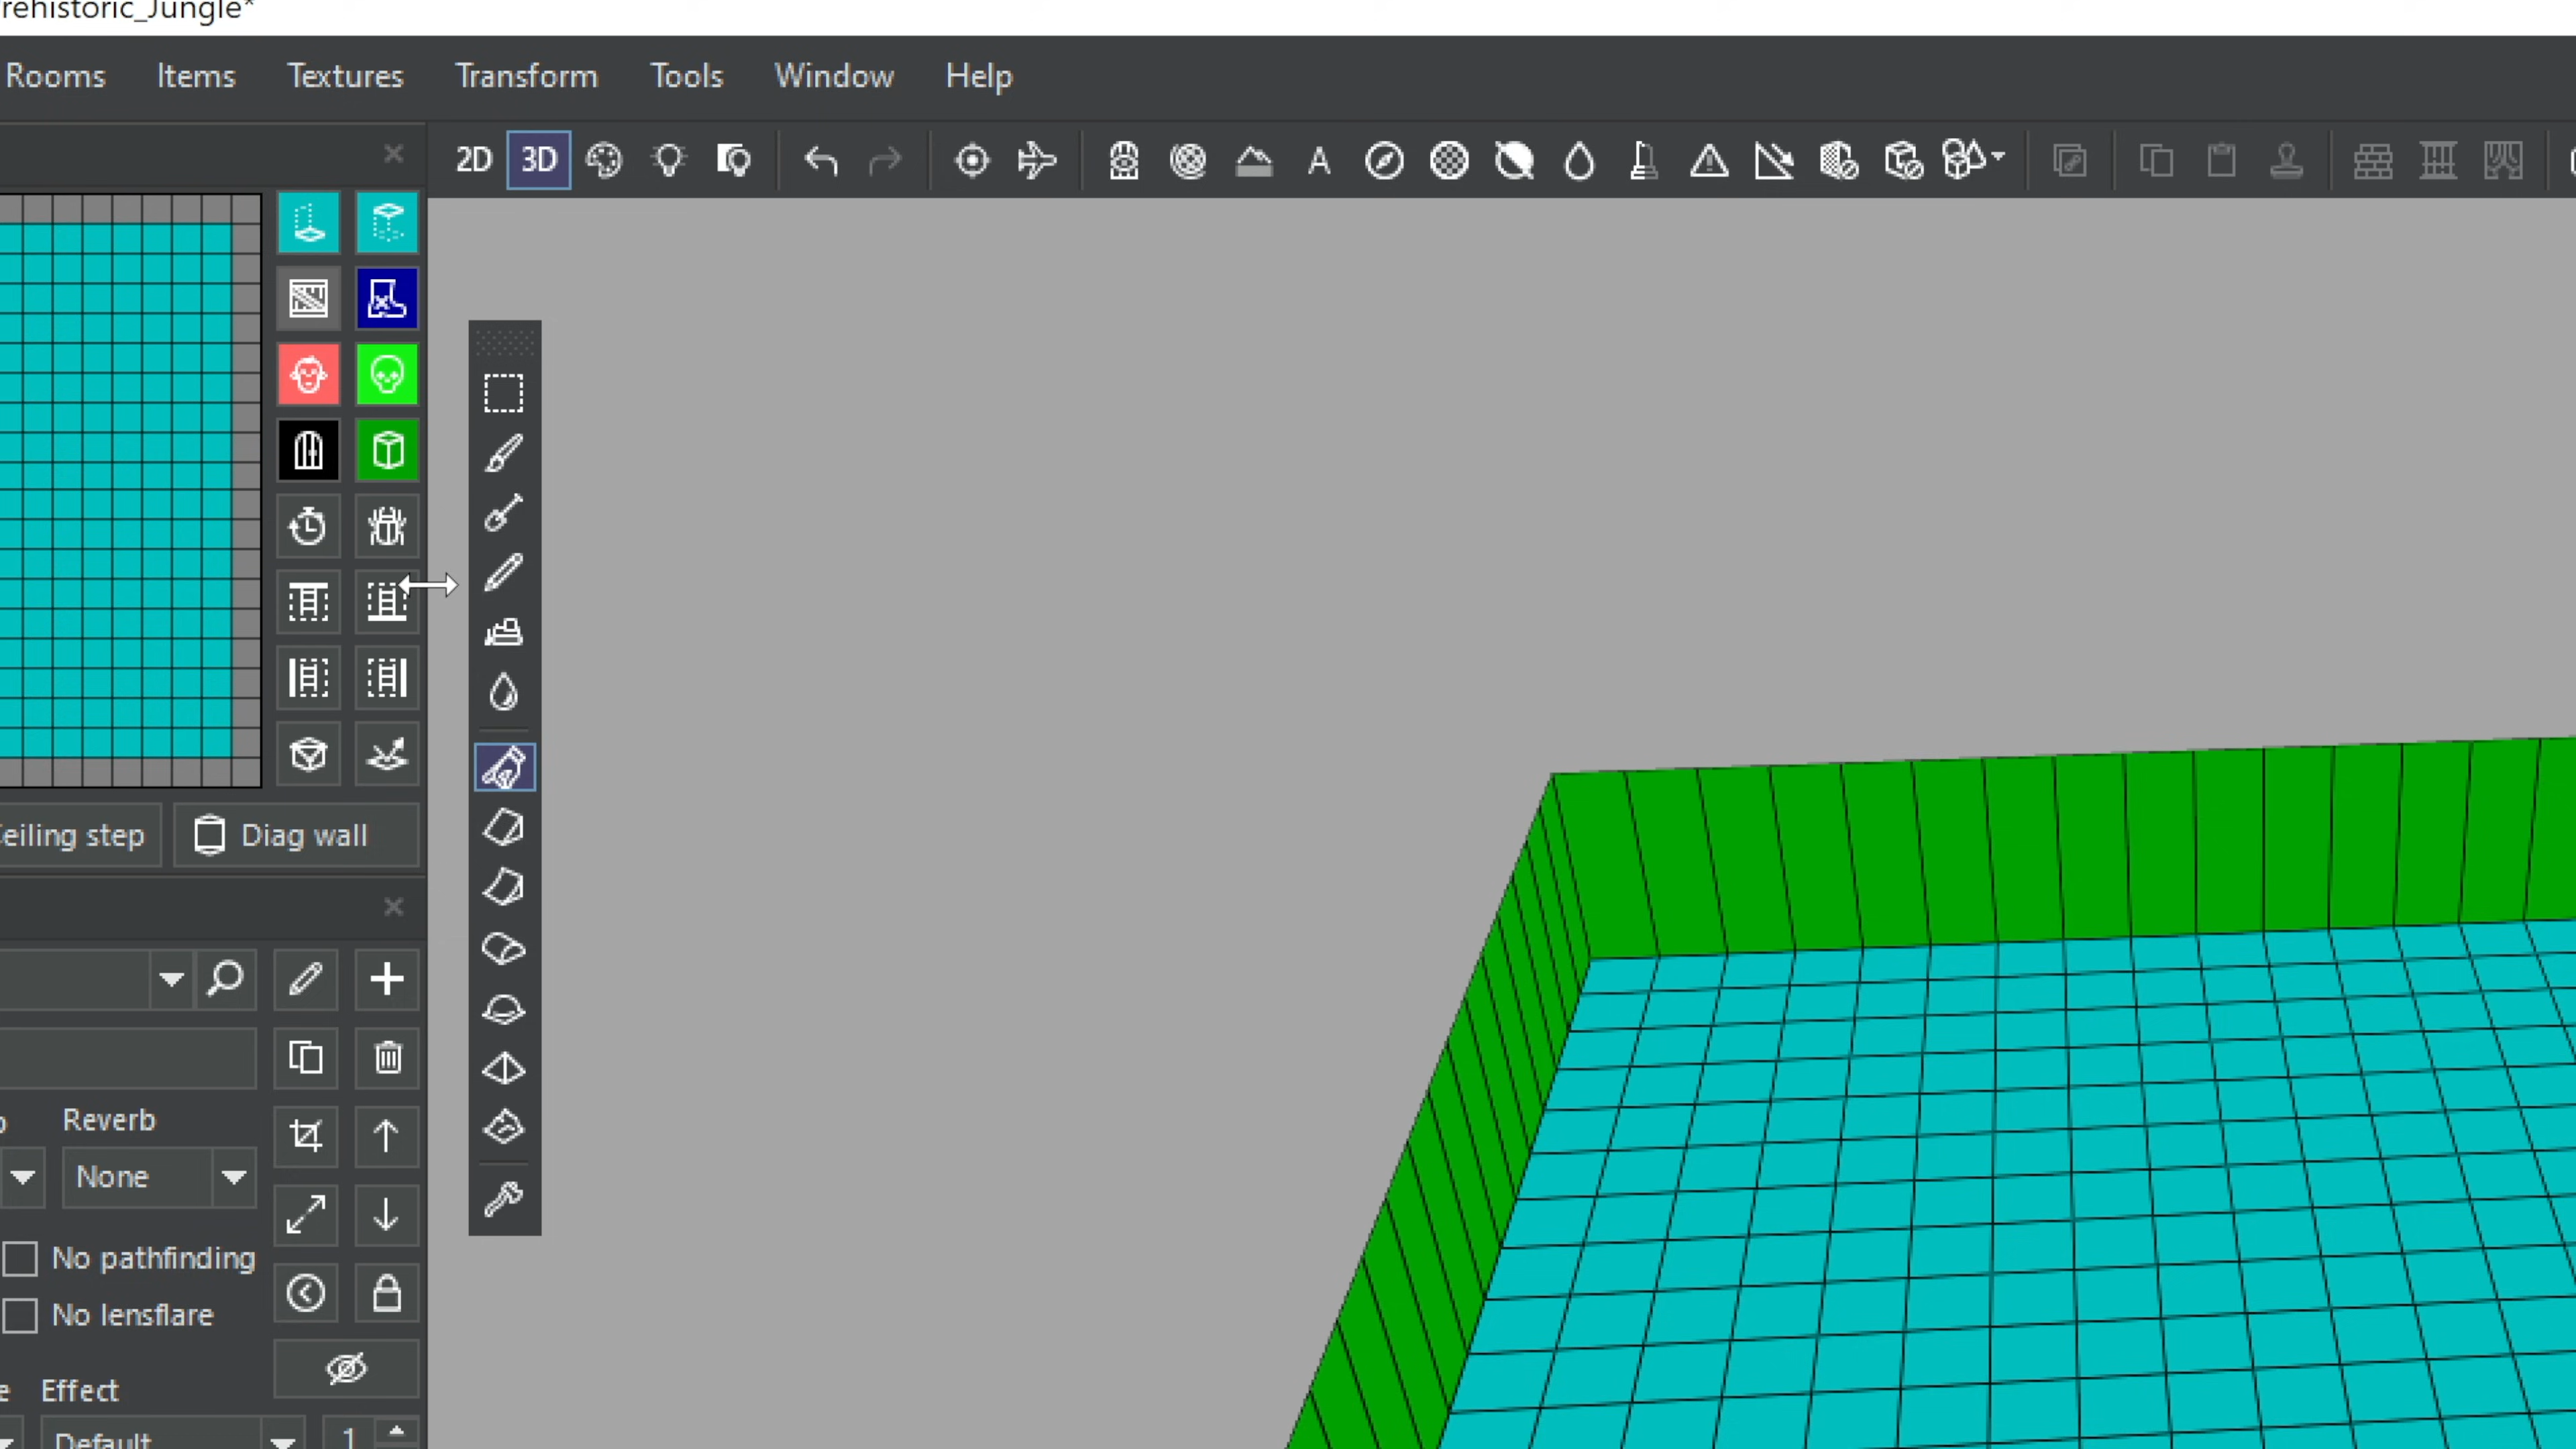 rehistoric_Jungle*
Rooms Items Textures Transform Tools Window Help
2D 3D A
eiling step Diag wall
Reverb
None
No pathfinding
No lensflare
e Effect
Default 1